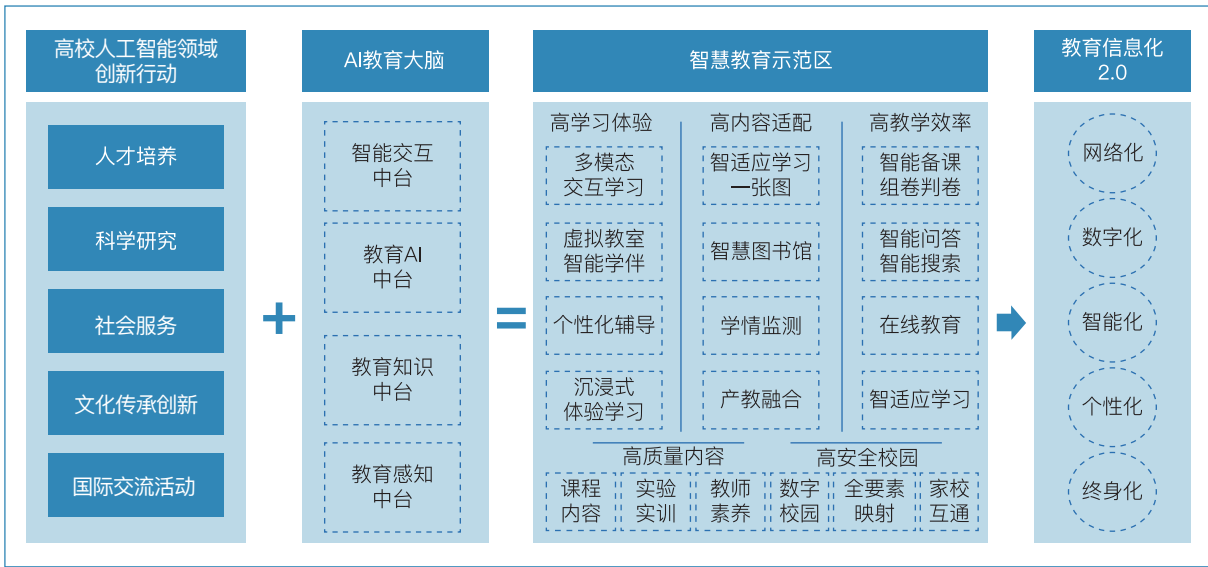 高校人工智能领域
创新行动
人才培养
科学研究
社会服务
文化传承创新
国际交流活动
+
AI教育大脑
智能交互
中台
教育AI
中台
教育知识
中台
教育感知
中台
=
智慧教育示范区
高学习体验
多模态
交互学习
虚拟教室
智能学伴
个性化辅导
沉浸式
体验学习
高内容适配
智适应学习
一张图
智慧图书馆
学情监测
产教融合
高教学效率
智能备课
组卷判卷
智能问答
智能搜索
在线教育
智适应学习
高质量内容
课程
内容
实验
实训
教师
素养
高安全校园
数字
校园
全要素
映射
家校
互通
教育信息化
2.0
网络化
数字化
智能化
个性化
终身化